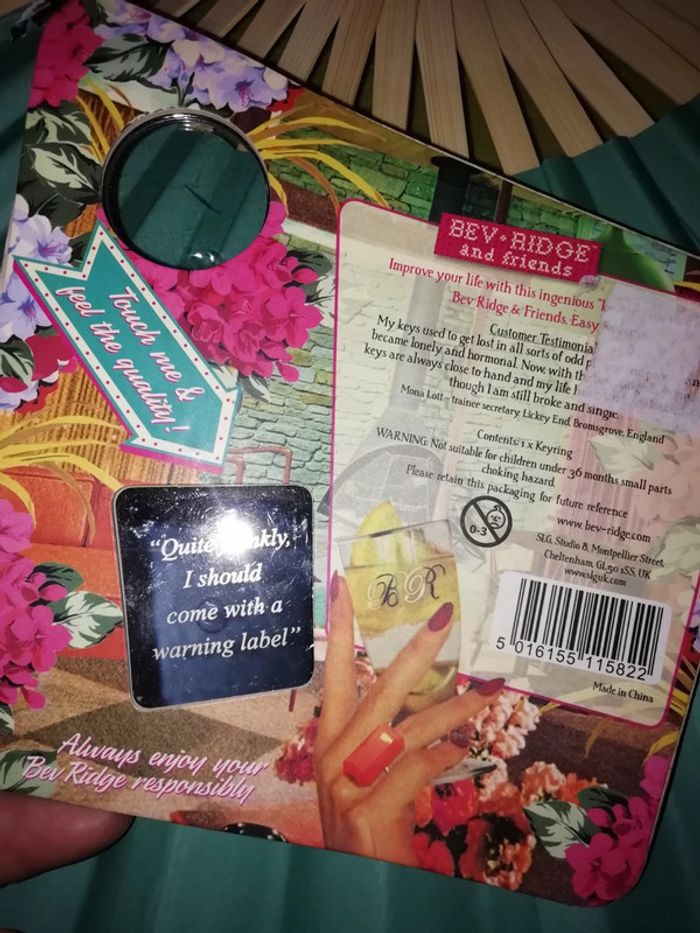 BEV RIDGE
and friends
Improve your life with this ingenious
Bev Ridge & Friends. Easy
Customer Testimonia
My keys used to get lost in all sorts of odd
became lonely and hormonal. Now, with th
keys are always close to hand and my life
though I am still broke and single.
Mona Lott - trainee secretary, Lickey End, Bromsgrove, England
Contents: 1 x Keyring
WARNING: Not suitable for children under 36 months small parts
choking hazard
Please retain this packaging for future reference
0-3
www.bev-ridge.com
SLG, Studio 8, Montpellier Street,
Cheltenham, GL50 1SS, UK
www.slguk.com
5 016155 115822
Made in China
Touch me &
feel the quality!
"Quite nkly,
I should
come with a
warning label"
BR
Always enjoy your
Bev Ridge responsibly